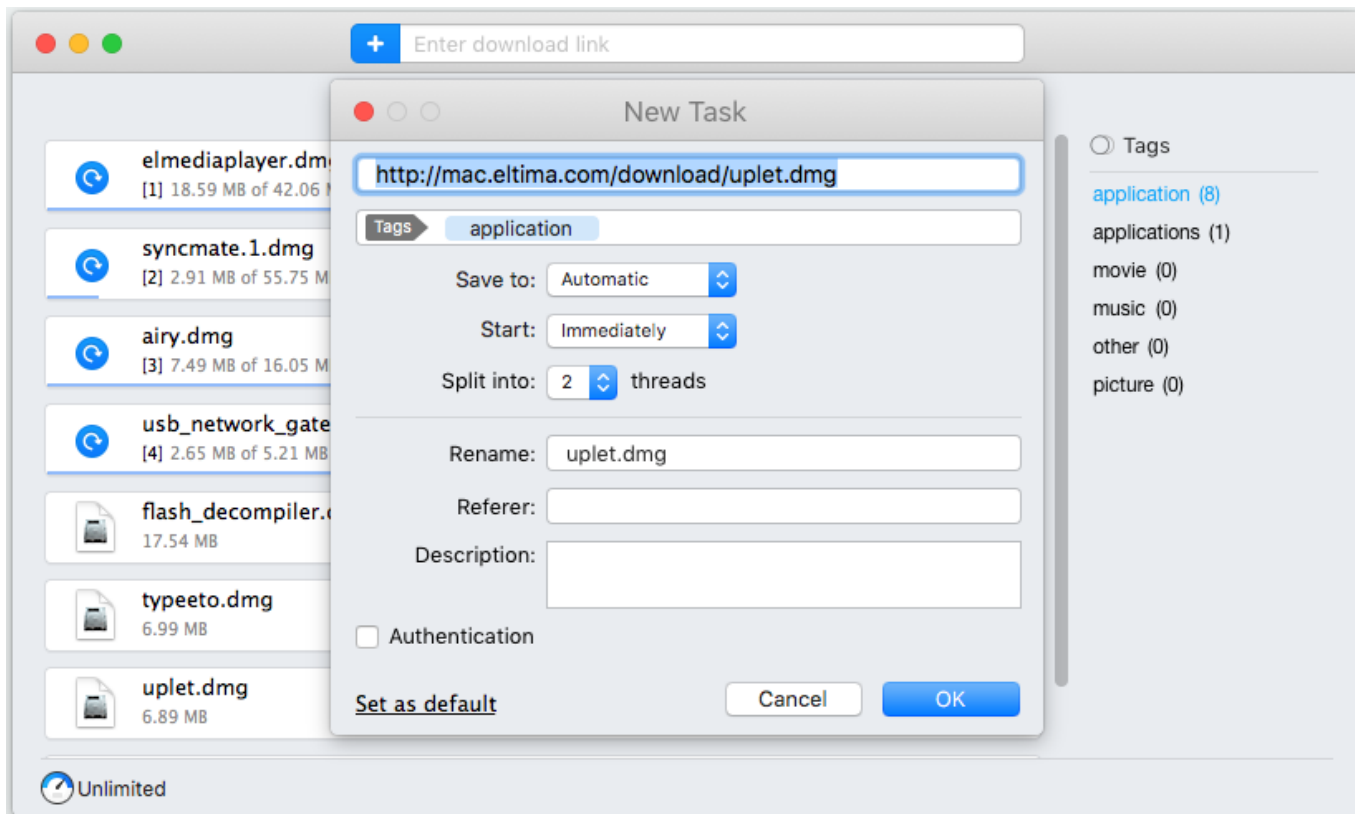 Enter download link
New Task
elmediaplayer.dm
[1] 18.59 MB of 42.06
http://mac.eltima.com/download/uplet.dmg
Tags application
syncmate.1.dmg
[2] 2.91 MB of 55.75 M
Save to: Automatic
Start: Immediately
airy.dmg
[3] 7.49 MB of 16.05 M
Split into: 2 threads
usb_network_gate
[4] 2.65 MB of 5.21 MB
Rename: uplet.dmg
Referer:
flash_decompiler.
17.54 MB
Description:
typeeto.dmg
6.99 MB
Authentication
uplet.dmg
6.89 MB
Set as default
Cancel
OK
Tags
application (8)
applications (1)
movie (0)
music (0)
other (0)
picture (0)
Unlimited